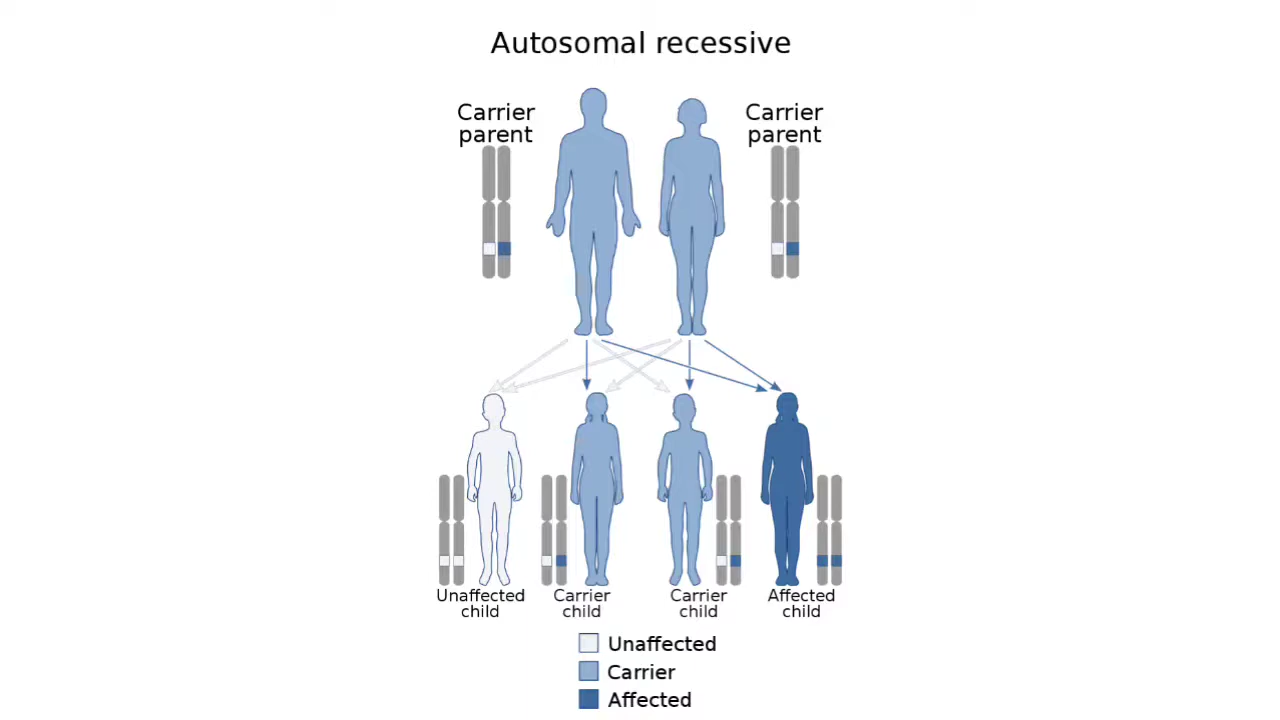 Autosomal recessive
Carrier
parent
Carrier
parent
Unaffected
child
Carrier
child
Carrier
child
Affected
child
Unaffected
Carrier
Affected